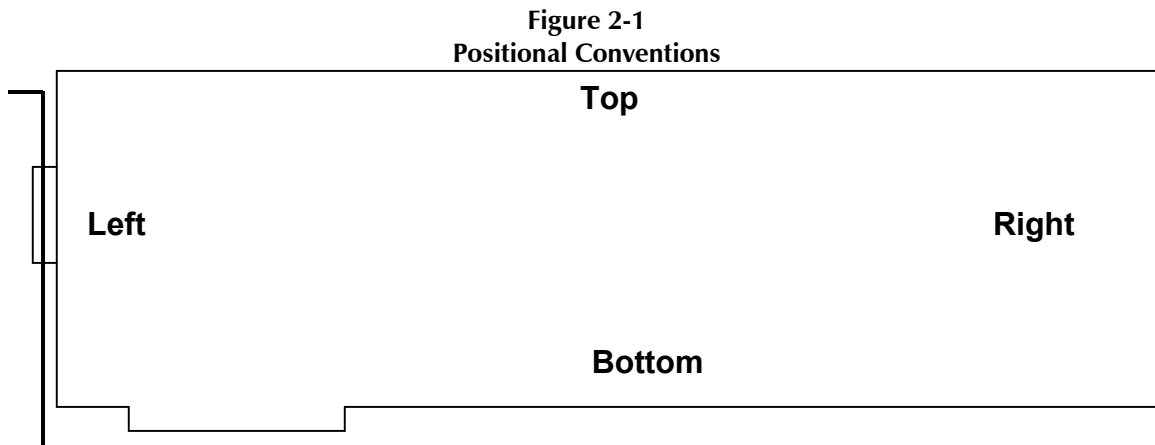 Figure 2-1
Positional Conventions
Top
Left
Right
Bottom